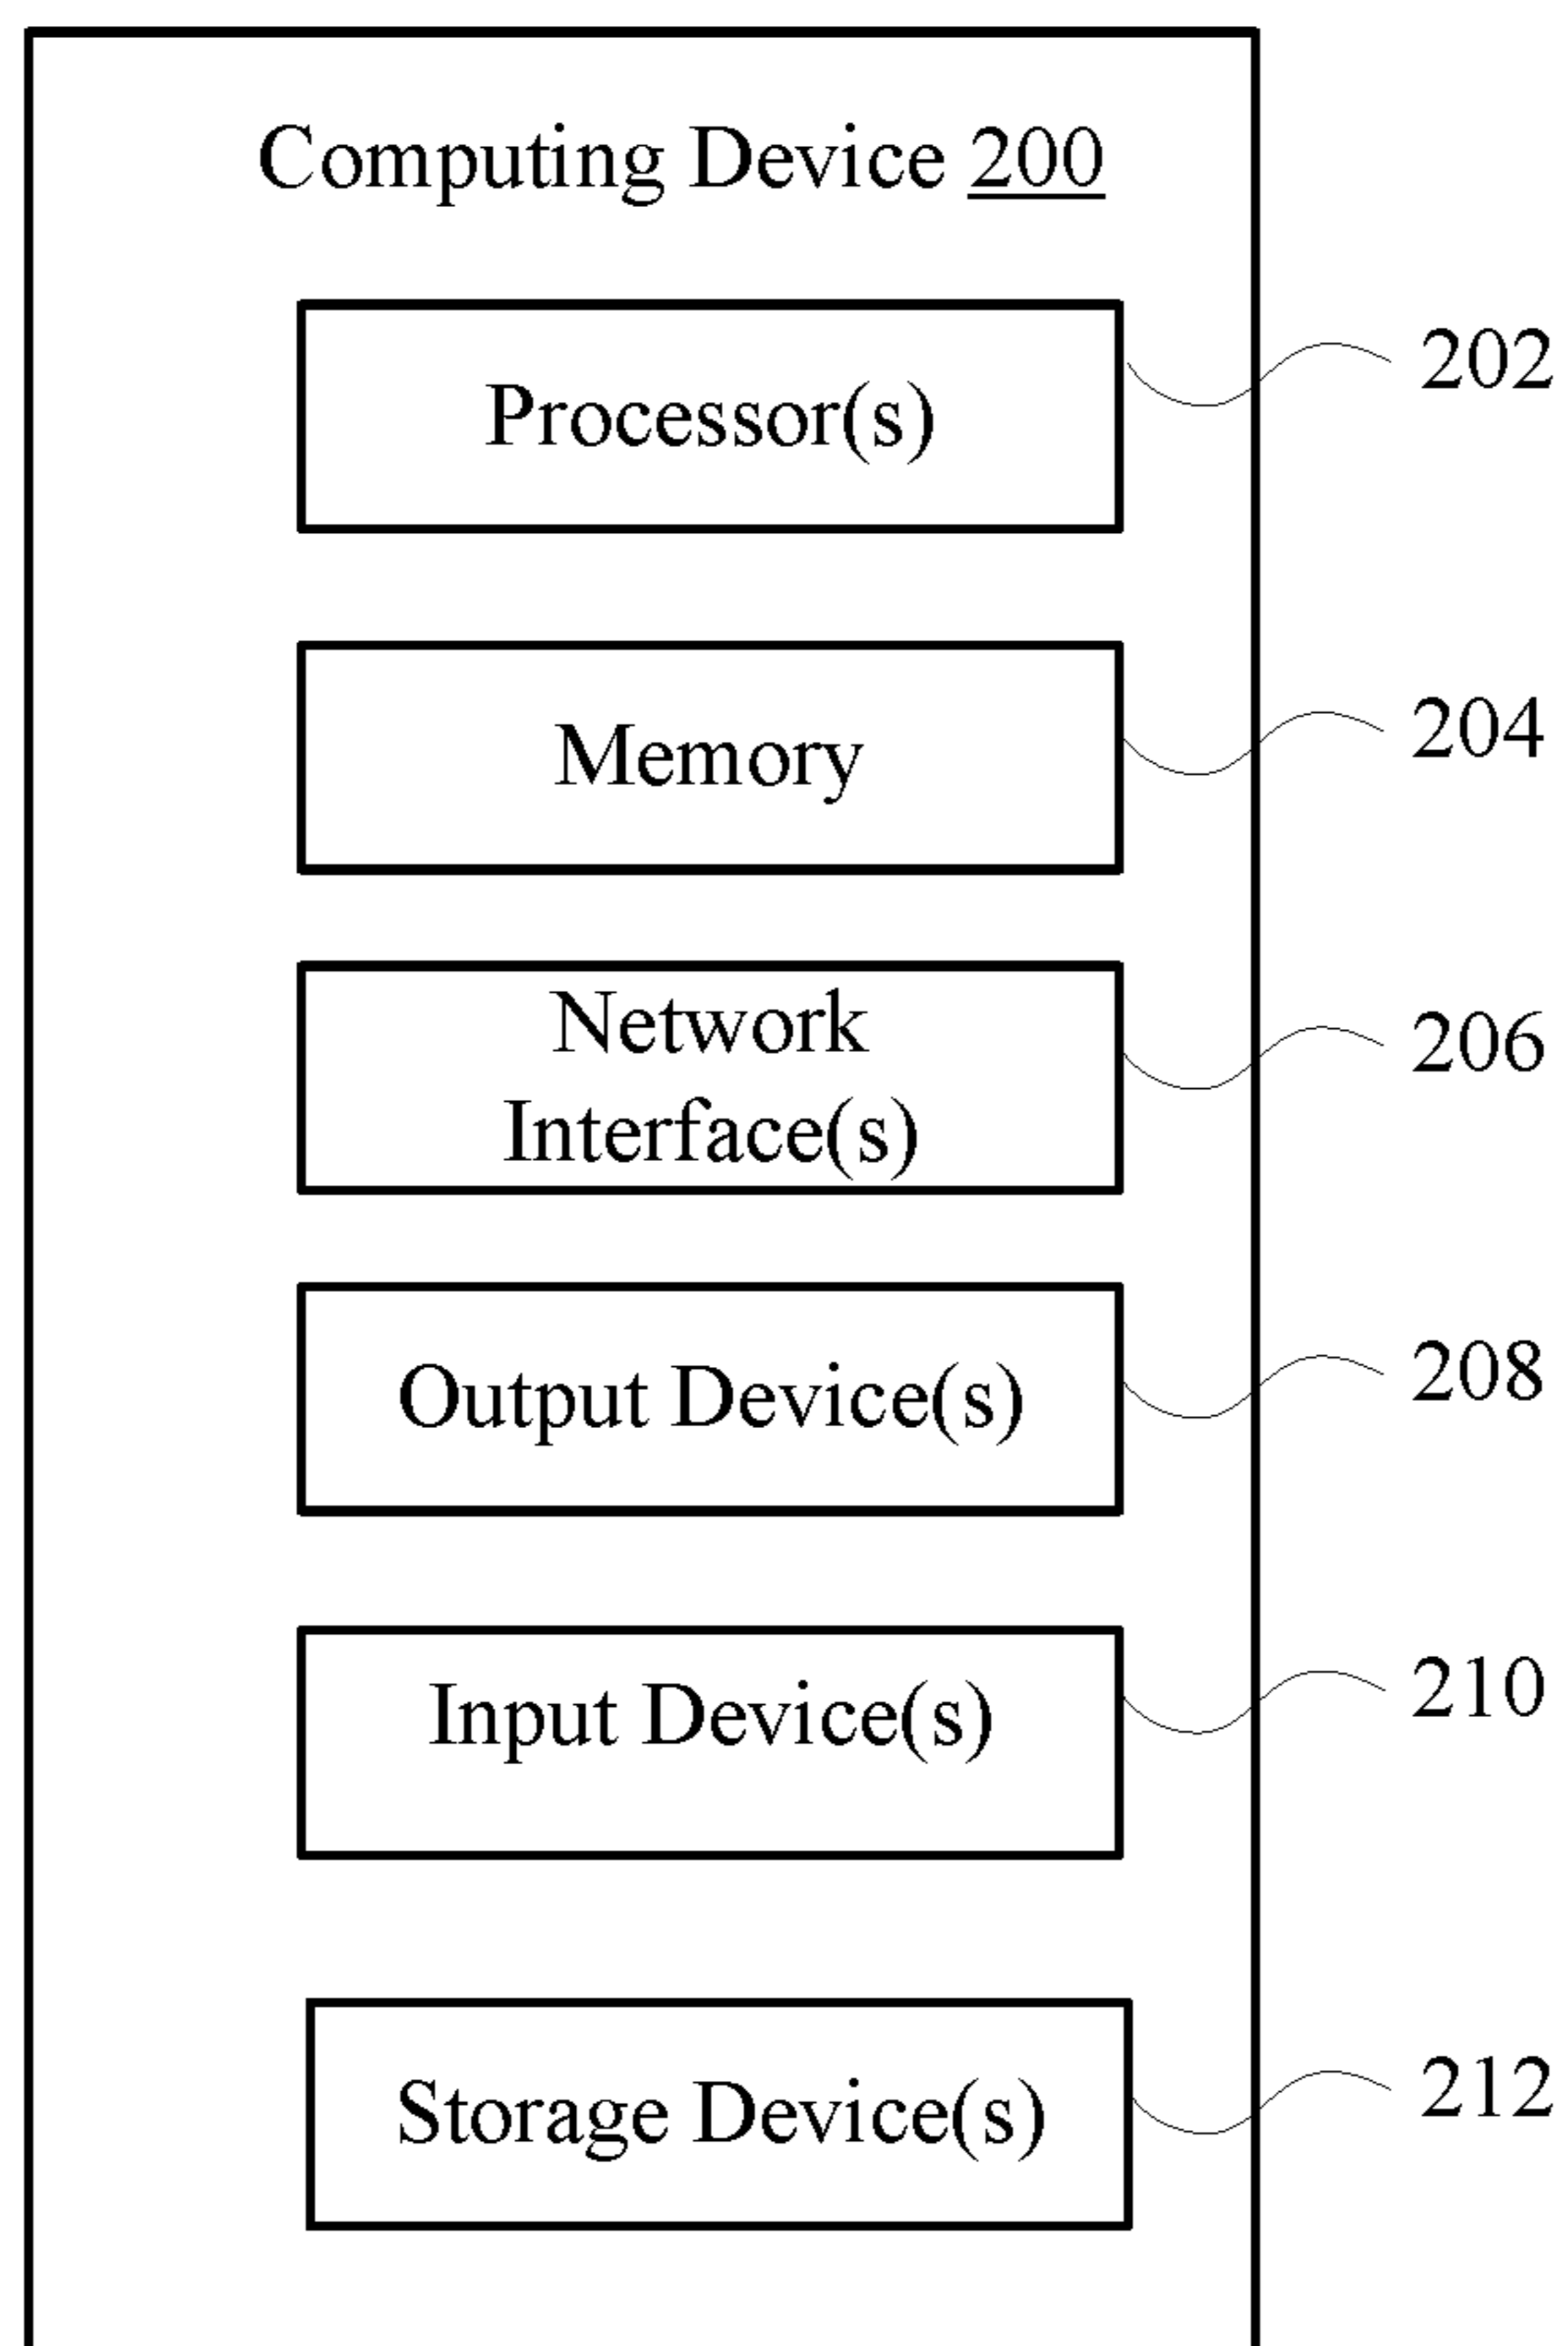 Computing Device 200
Processor(s)
202
Memory
204
Network
Interface(s)
206
Output Device(s)
208
Input Device(s)
210
Storage Device(s)
212